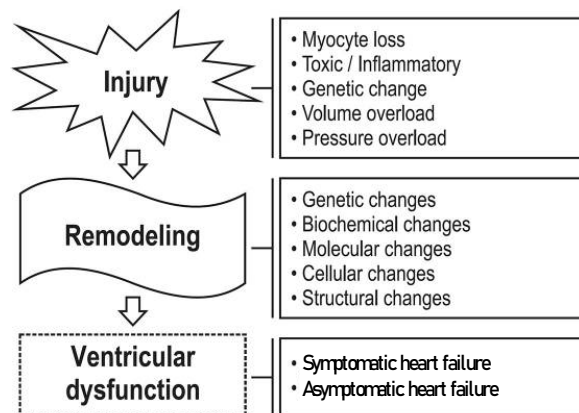 Injury
• Myocyte loss
• Toxic / Inflammatory
• Genetic change
• Volume overload
• Pressure overload
Remodeling
• Genetic changes
• Biochemical changes
• Molecular changes
• Cellular changes
• Structural changes
Ventricular
dysfunction
• Symptomatic heart failure
• Asymptomatic heart failure